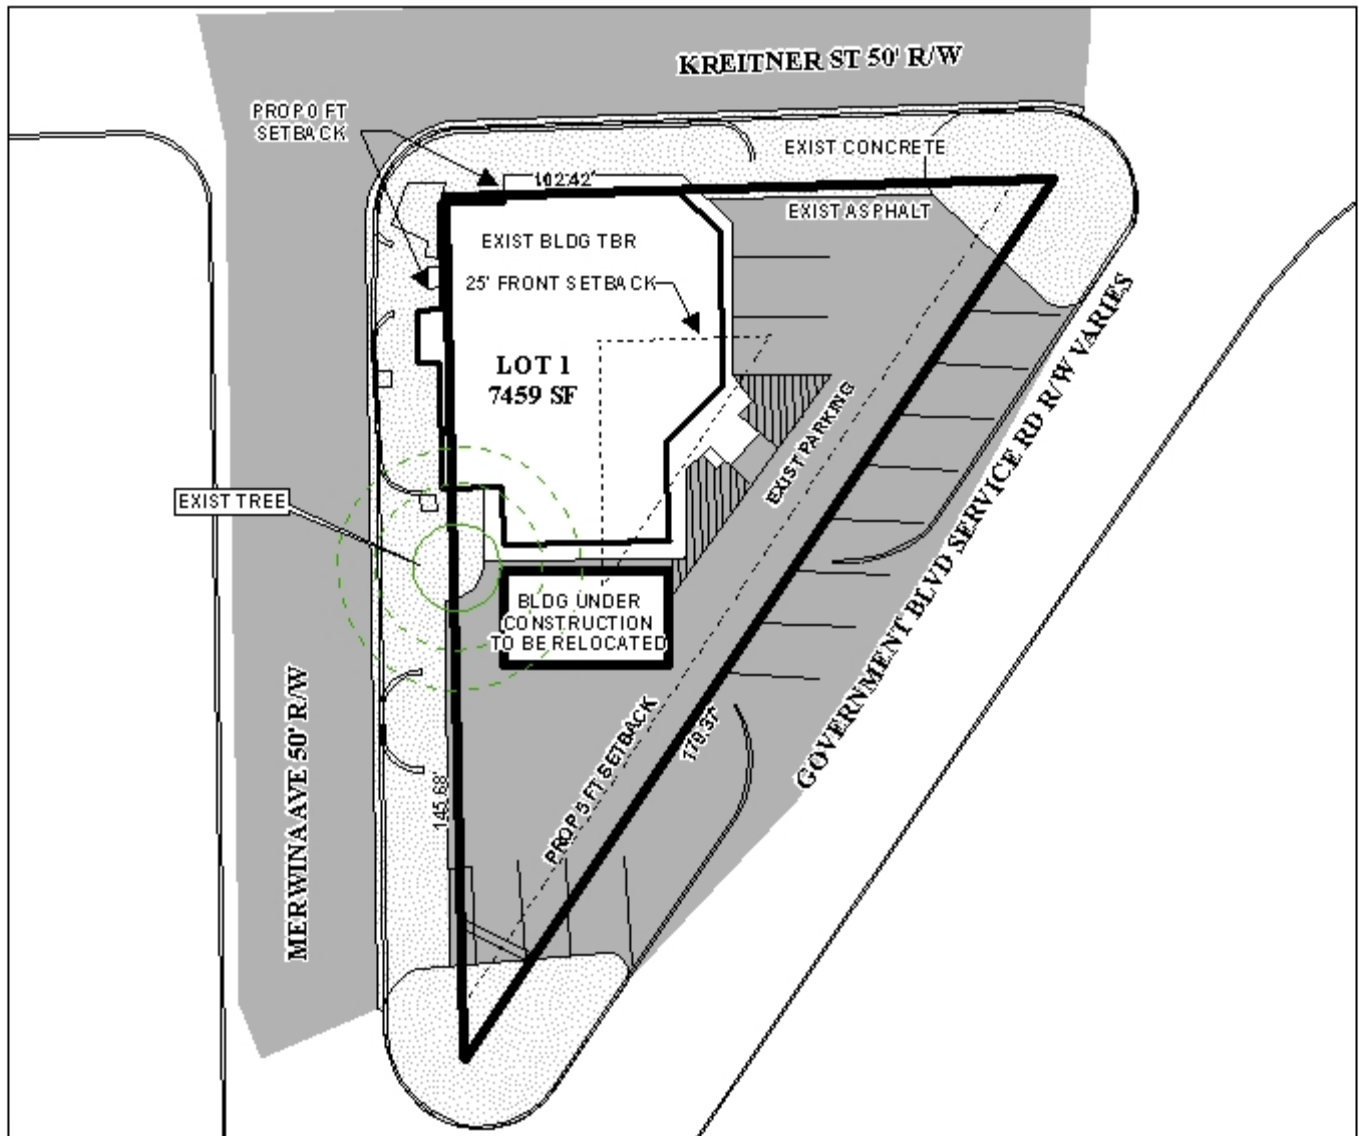 KREITNER ST 50' R/W
PROP 0 FT
SETBACK
EXIST CONCRETE
102.42'
EXIST ASPHALT
EXIST BLDG TBR
25' FRONT SETBACK
LOT 1
7459 SF
EXIST PARKING
EXIST TREE
BLDG UNDER
CONSTRUCTION
TO BE RELOCATED
GOVERNMENT BLVD SERVICE RD R/W VARIES
MERWINA AVE 50' R/W
PROP 5 FT SETBACK
145.68'